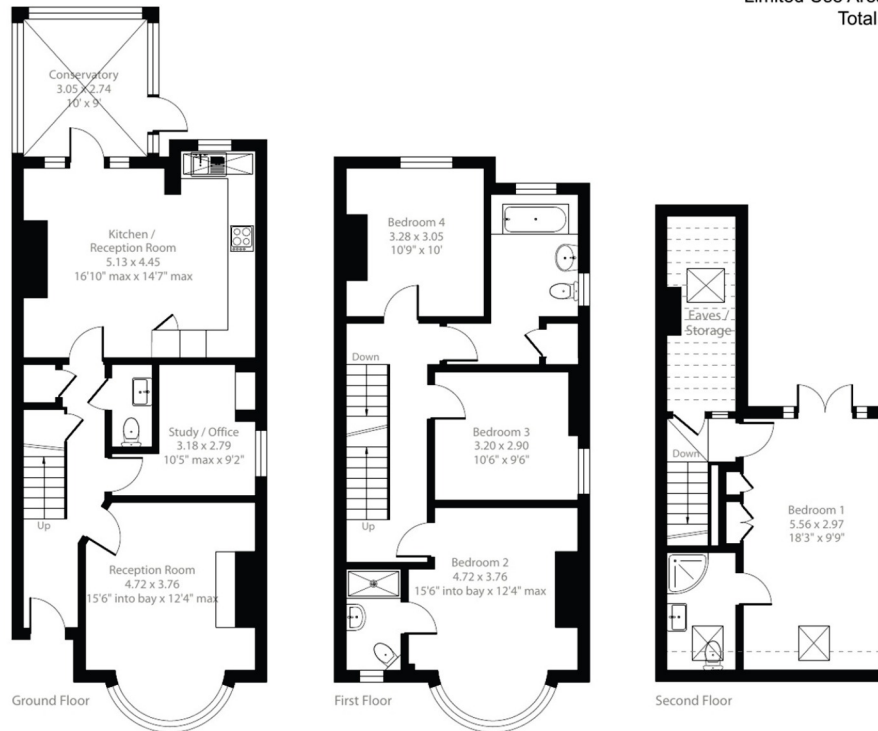 Limited Use Area
Total
Conservatory
3.05 x 2.74
10' x 9'
Kitchen /
Reception Room
5.13 x 4.45
16'10" max x 14'7" max
Study / Office
3.18 x 2.79
10'5" max x 9'2"
Up
Reception Room
4.72 x 3.76
15'6" into bay x 12'4" max
Ground Floor
Bedroom 4
3.28 x 3.05
10'9" x 10'
Down
Bedroom 3
3.20 x 2.90
10'6" x 9'6"
Up
Bedroom 2
4.72 x 3.76
15'6" into bay x 12'4" max
First Floor
Eaves /
Storage
Down
Bedroom 1
5.56 x 2.97
18'3" x 9'9"
Second Floor